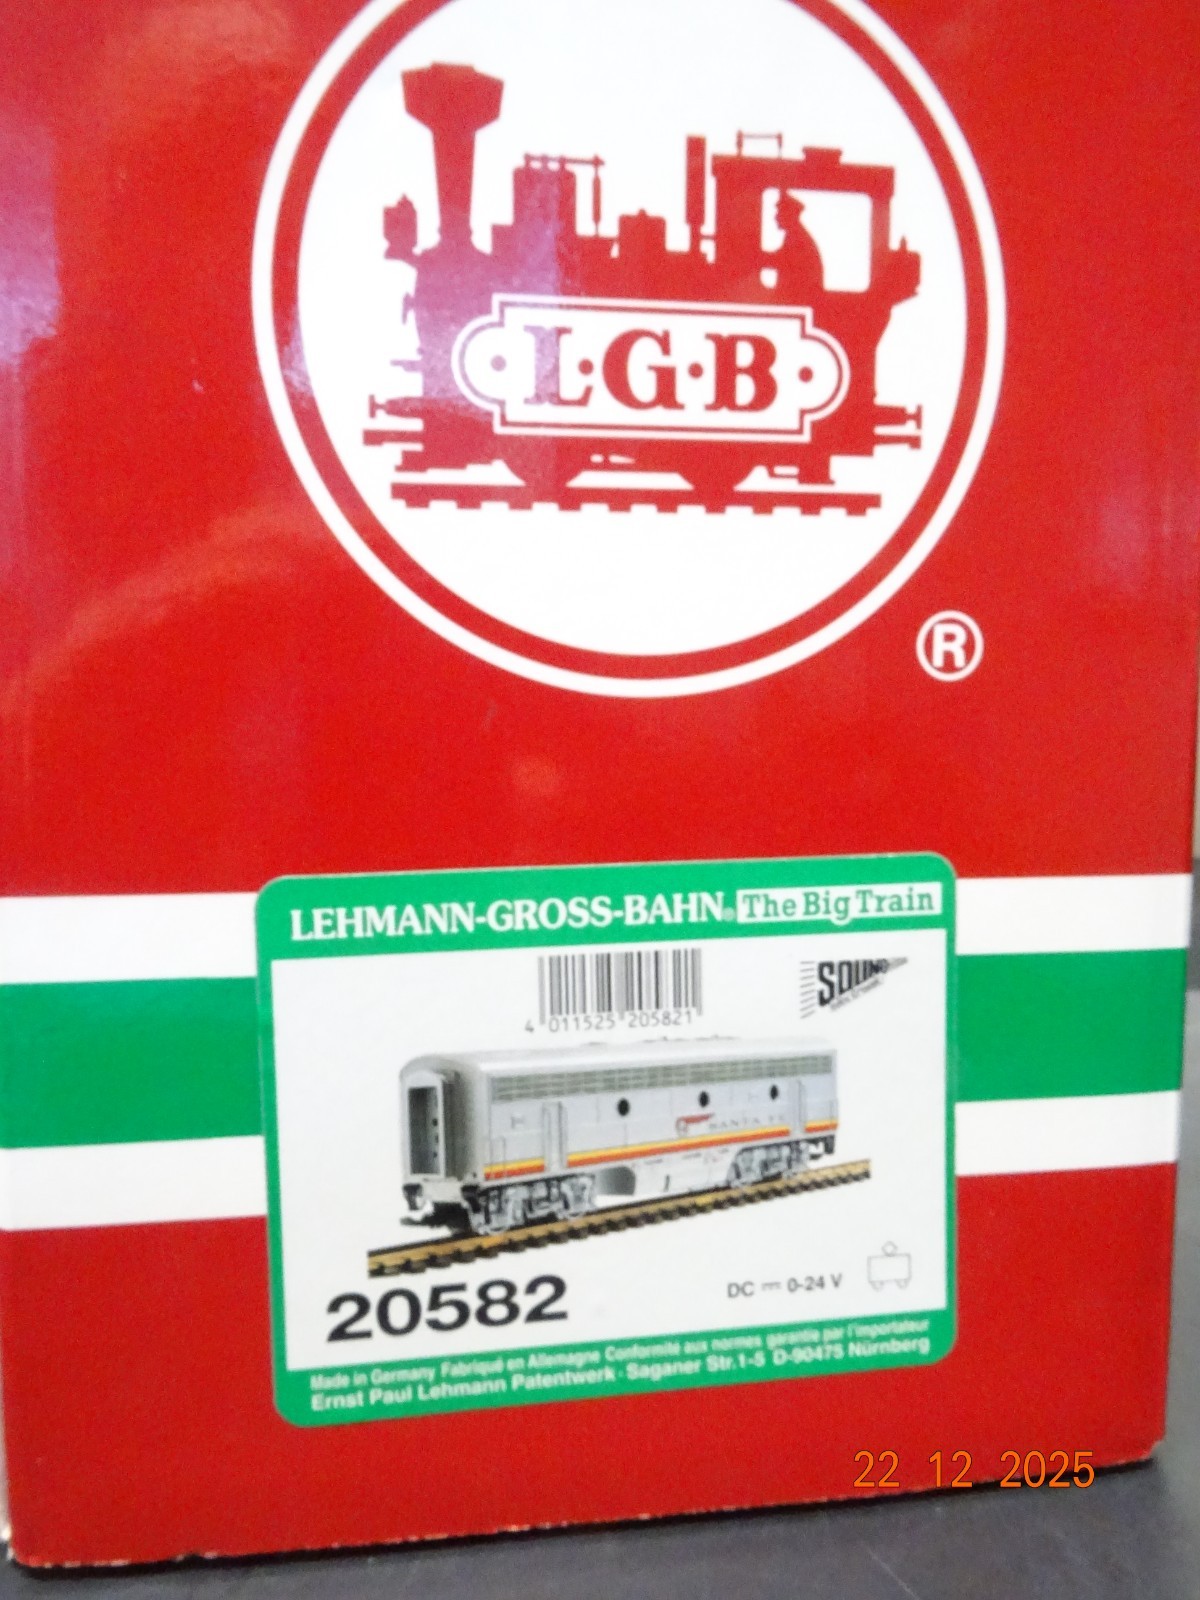 L·G·B
®
LEHMANN-GROSS-BAHN® The Big Train
4 011525 205821
SOUND
SANTA FE
20582
DC 0-24 V
Made in Germany Fabriqué en Allemagne Conformité aux normes garantie par l'importateur
Ernst Paul Lehmann Patentwerk · Saganer Str.1-5 D-90475 Nürnberg
22 12 2025